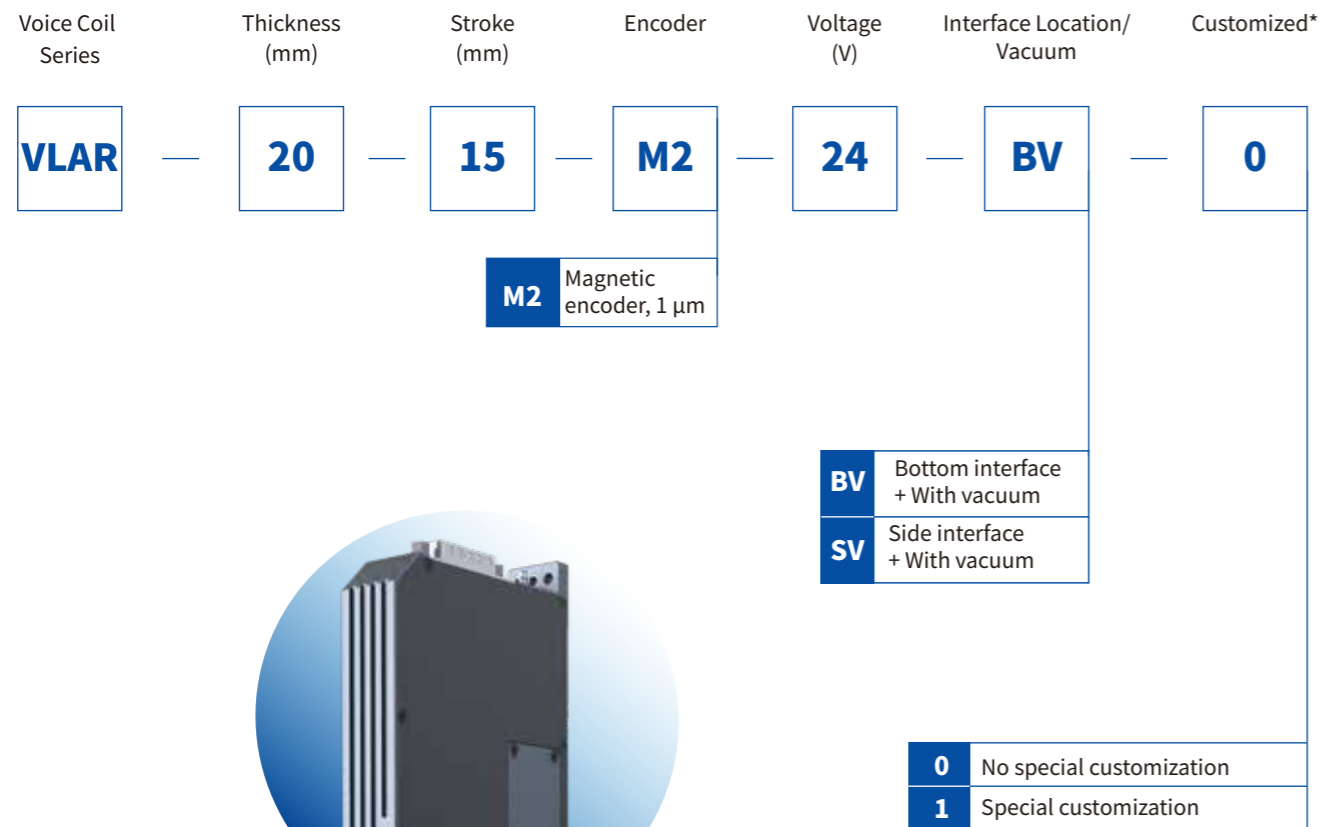 Voice Coil
Series
Thickness
(mm)
Stroke
(mm)
Encoder
Voltage
(V)
Interface Location/
Vacuum
Customized*
VLAR — 20 — 15 — M2 — 24 — BV — 0
M2
Magnetic
encoder, 1 μm
BV
Bottom interface
+ With vacuum
SV
Side interface
+ With vacuum
0 No special customization
1 Special customization